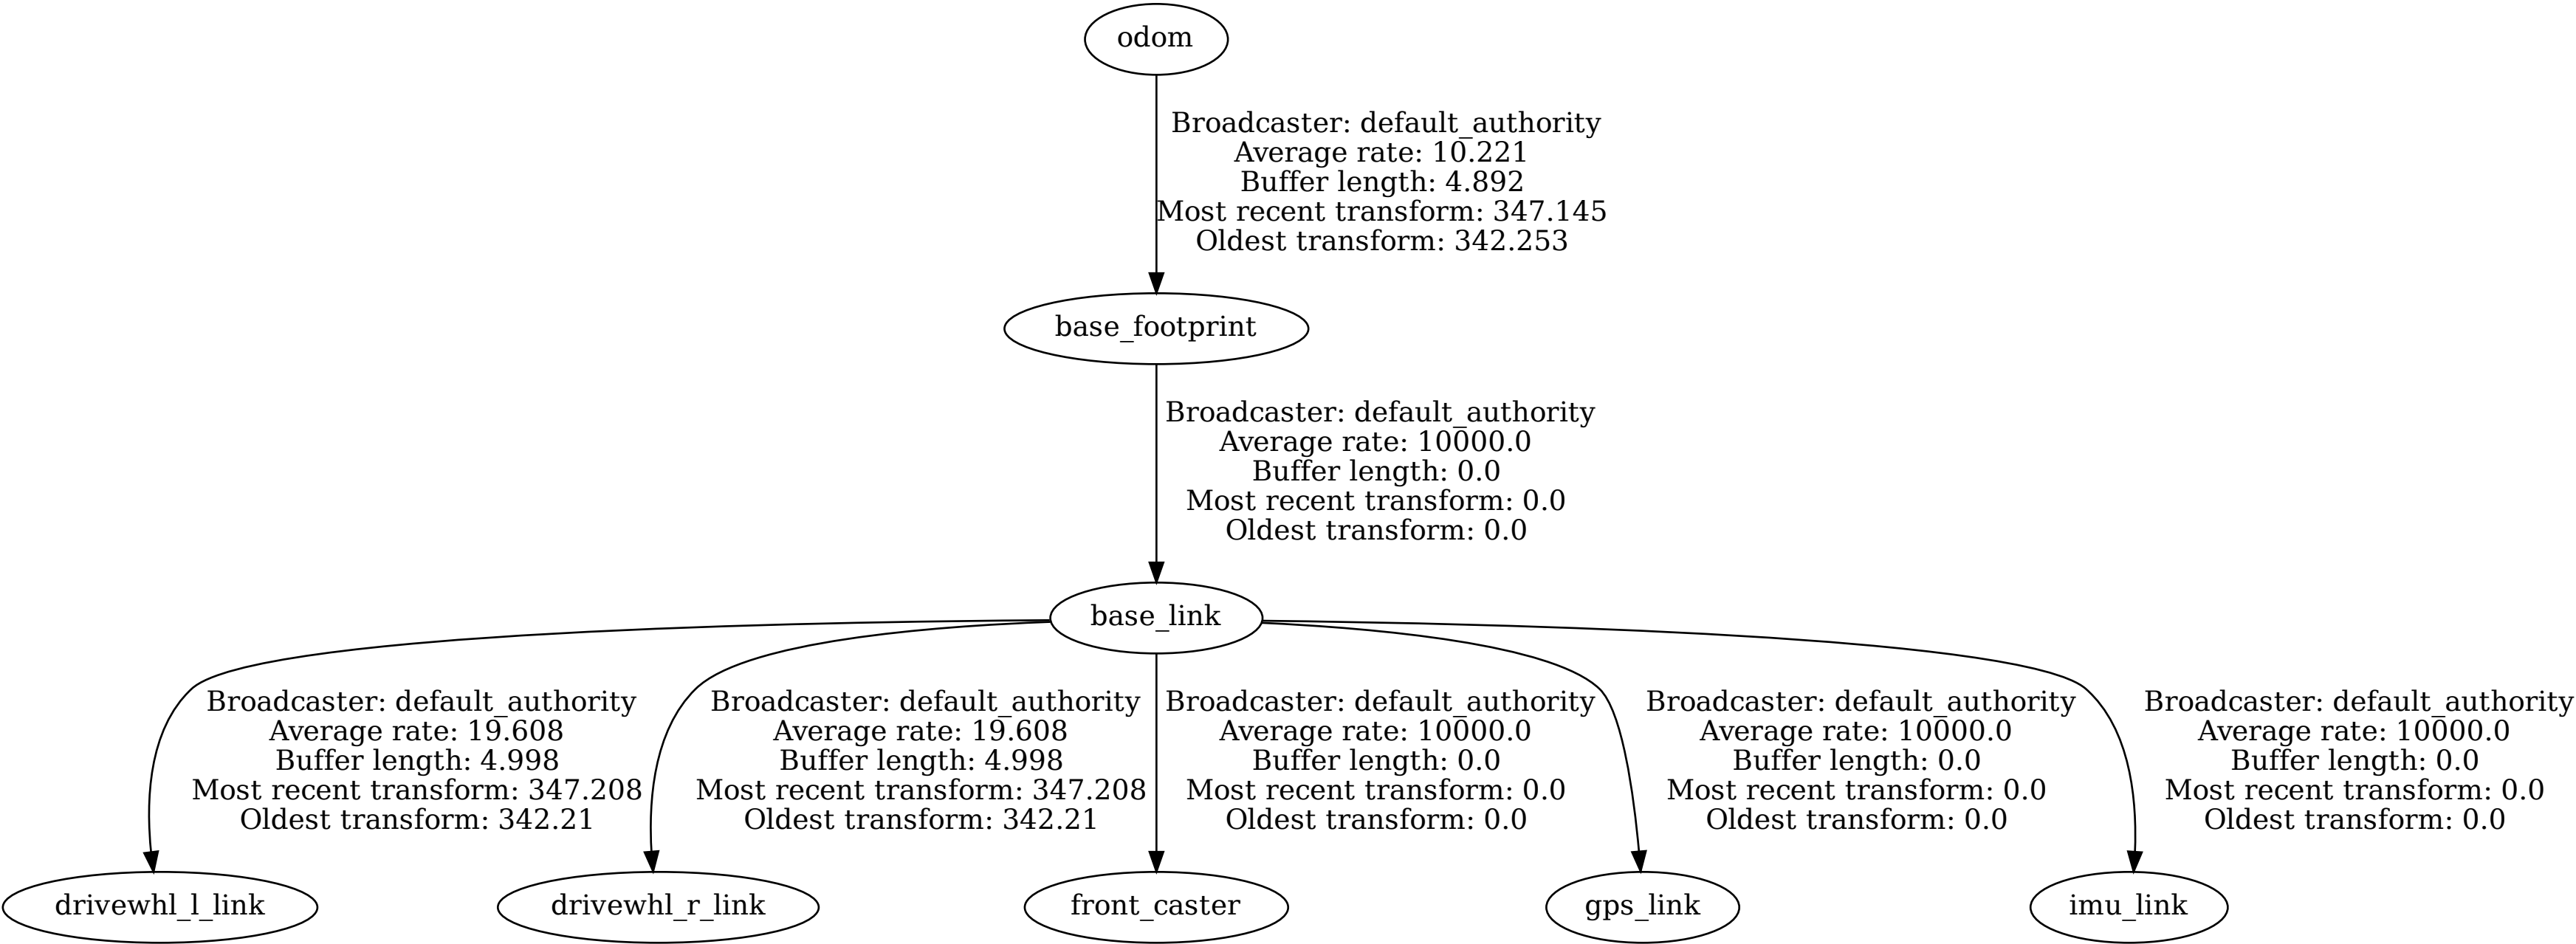 odom
Broadcaster: default_authority
Average rate: 10.221
Buffer length: 4.892
Most recent transform: 347.145
Oldest transform: 342.253
base_footprint
Broadcaster: default_authority
Average rate: 10000.0
Buffer length: 0.0
Most recent transform: 0.0
Oldest transform: 0.0
base_link
Broadcaster: default_authority
Average rate: 19.608
Buffer length: 4.998
Most recent transform: 347.208
Oldest transform: 342.21
Broadcaster: default_authority
Average rate: 19.608
Buffer length: 4.998
Most recent transform: 347.208
Oldest transform: 342.21
Broadcaster: default_authority
Average rate: 10000.0
Buffer length: 0.0
Most recent transform: 0.0
Oldest transform: 0.0
Broadcaster: default_authority
Average rate: 10000.0
Buffer length: 0.0
Most recent transform: 0.0
Oldest transform: 0.0
Broadcaster: default_authority
Average rate: 10000.0
Buffer length: 0.0
Most recent transform: 0.0
Oldest transform: 0.0
drivewhl_l_link
drivewhl_r_link
front_caster
gps_link
imu_link